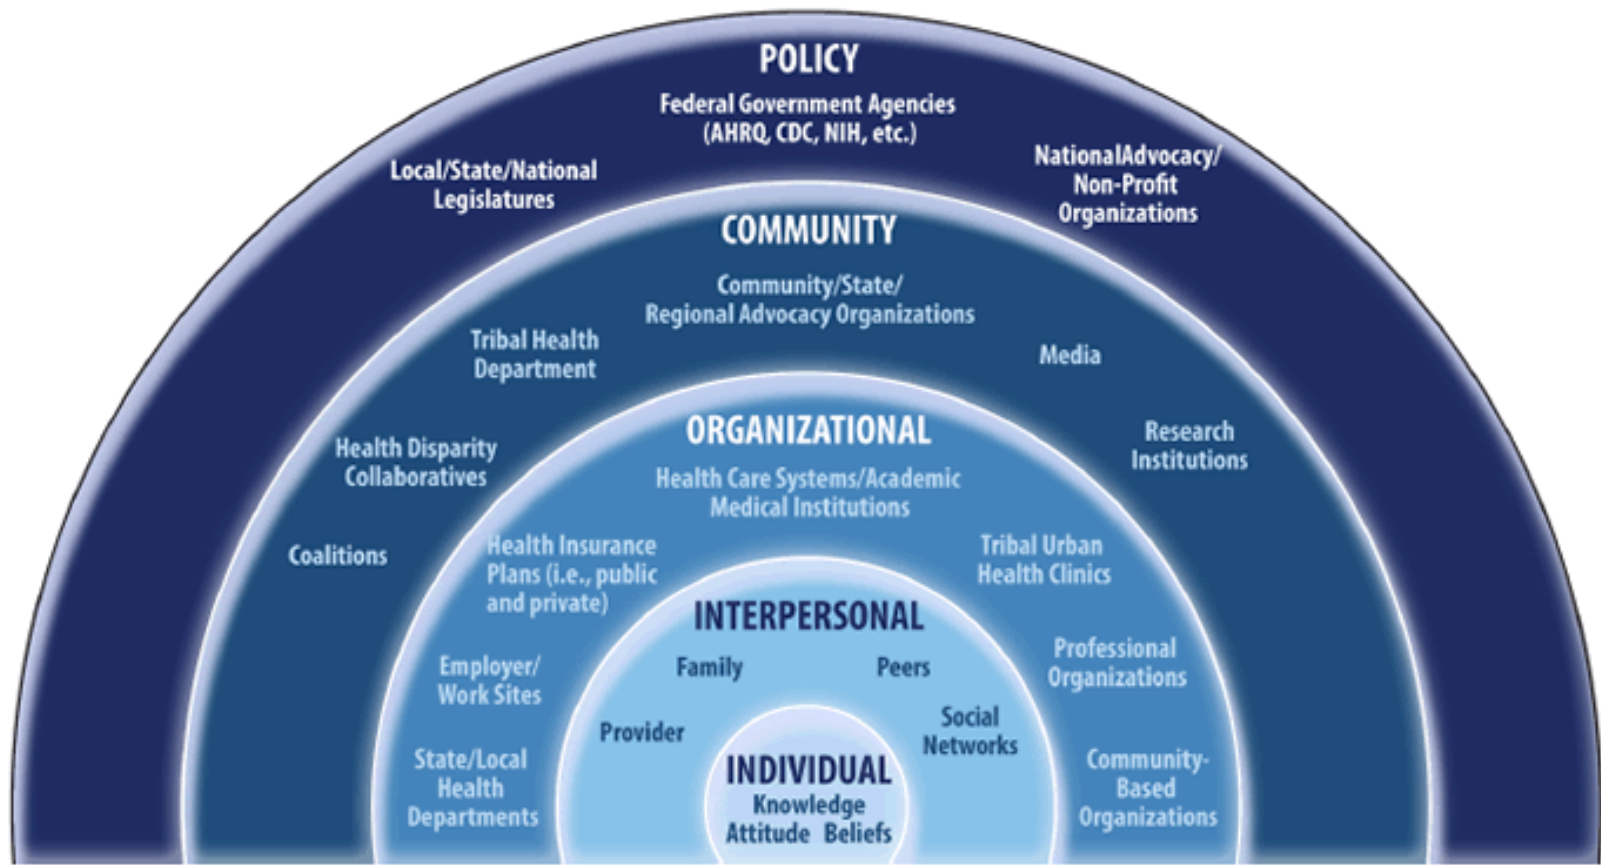 POLICY
Federal Government Agencies
(AHRQ, CDC, NIH, etc.)
Local/State/National
Legislatures
NationalAdvocacy/
Non-Profit
Organizations
COMMUNITY
Community/State/
Regional Advocacy Organizations
Tribal Health
Department
Media
Health Disparity
Collaboratives
Research
Institutions
Coalitions
ORGANIZATIONAL
Health Care Systems/Academic
Medical Institutions
Health Insurance
Plans (i.e., public
and private)
Tribal Urban
Health Clinics
Employer/
Work Sites
Professional
Organizations
State/Local
Health
Departments
Community-
Based
Organizations
INTERPERSONAL
Family
Peers
Provider
Social
Networks
INDIVIDUAL
Knowledge
Attitude Beliefs